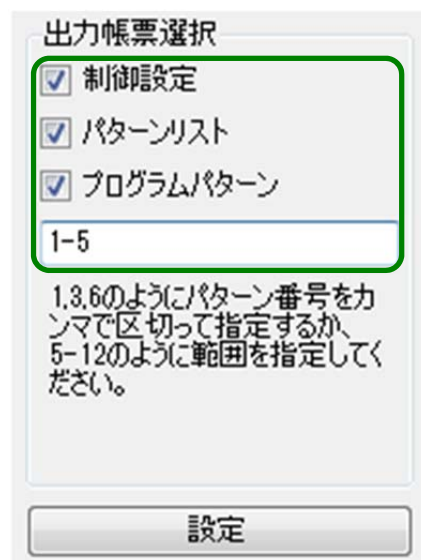 出力帳票選択
制御設定
パターンリスト
プログラムパターン
1-5
1,3,6のようにパターン番号をカ
ンマで区切って指定するか、
5-12のように範囲を指定してく
ださい。
設定